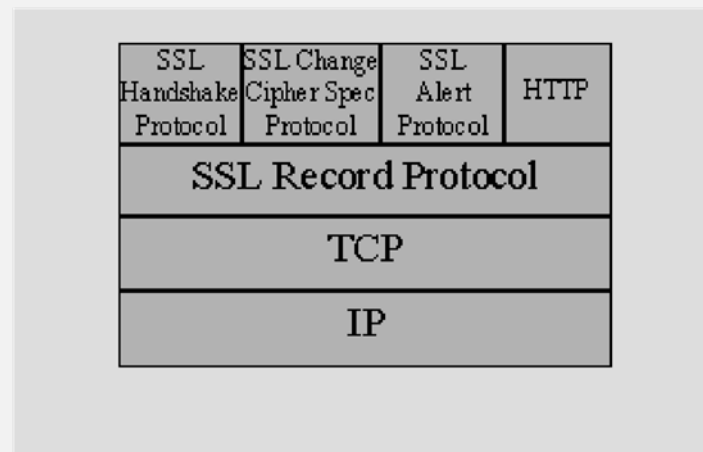 SSL
Handshake
Protocol
SSL Change
Cipher Spec
Protocol
SSL
Alert
Protocol
HTTP
SSL Record Protocol
TCP
IP